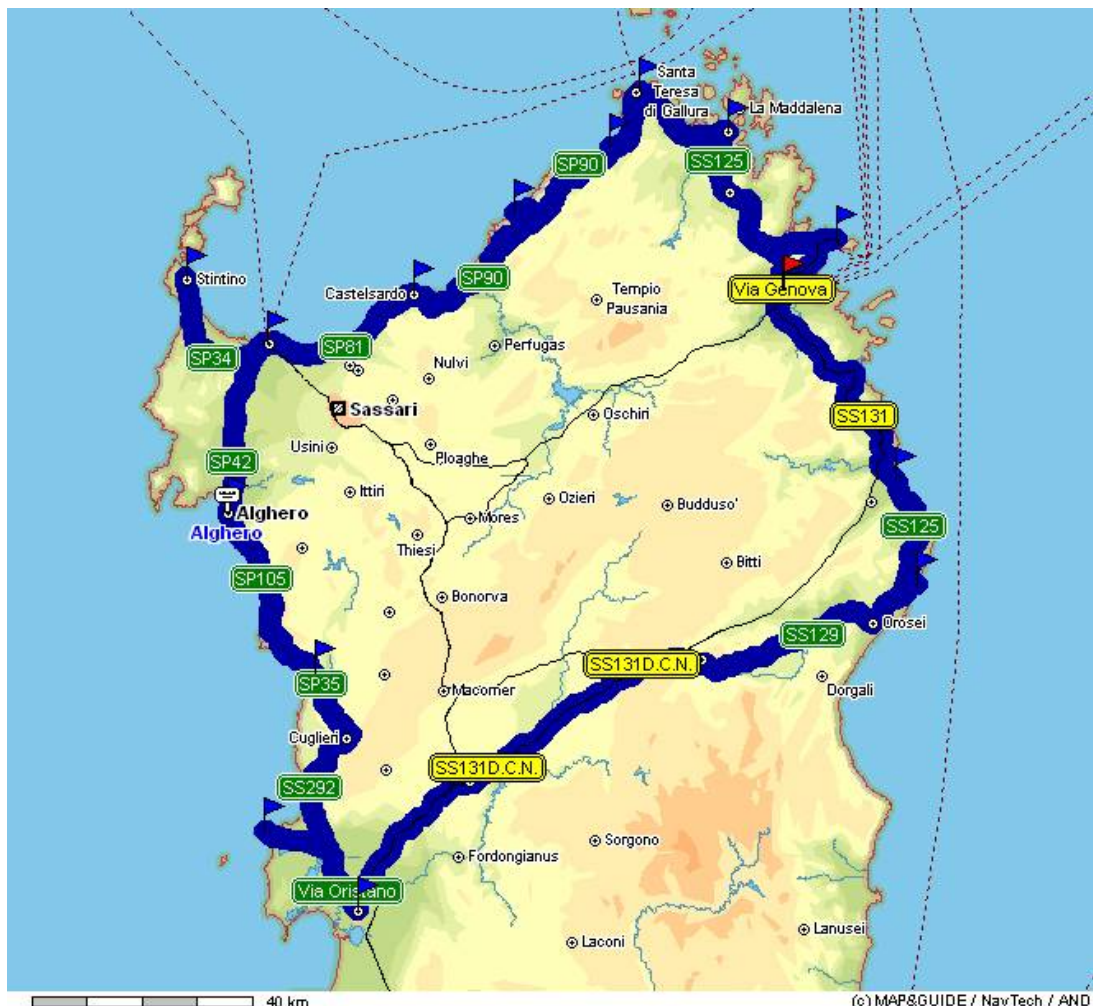 Santa
Teresa
di Gallura
La Maddalena
SP90
SS125
Stintino
Castelsardo
SP90
Tempio
Pausania
Via Genova
SP34
SP81
Perfugas
Nulvi
Sassari
Oschiri
SS131
Usini
Ploaghe
SP42
Ittiri
Ozieri
Budduso'
Alghero
Alghero
Mores
Thiesi
SS125
Bitti
SP105
Bonorva
Orosei
SS129
SS131D.C.N.
SP35
Macomer
Dorgali
Cuglieri
SS131D.C.N.
SS292
Sorgono
Fordongianus
Via Oristano
Laconi
Lanusei
40 km
(c) MAP&GUIDE / NavTech / AND